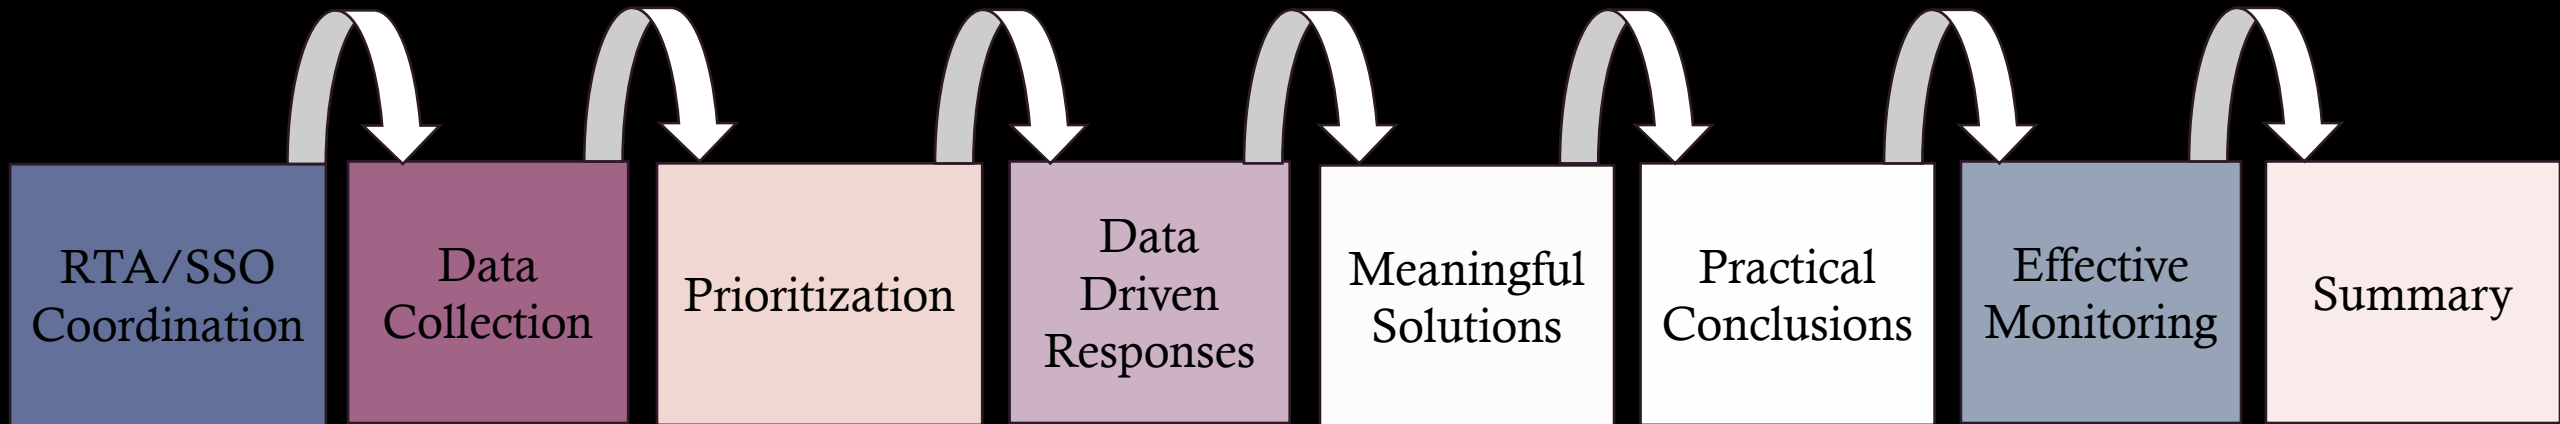 RTA/SSO
Coordination
Data
Collection
Prioritization
Data
Driven
Responses
Meaningful
Solutions
Practical
Conclusions
Effective
Monitoring
Summary